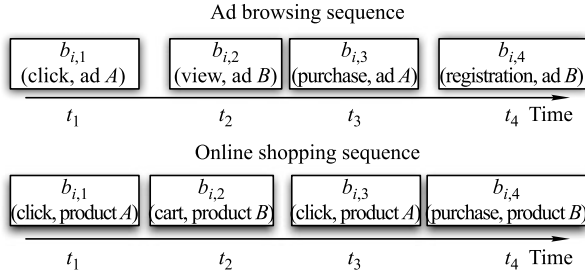 Ad browsing sequence
b_{i,1} b_{i,2} b_{i,3} b_{i,4}
(click, ad A) (view, ad B) (purchase, ad A) (registration, ad B)
t_1 t_2 t_3 t_4 Time
Online shopping sequence
b_{i,1} b_{i,2} b_{i,3} b_{i,4}
(click, product A) (cart, product B) (click, product A) (purchase, product B)
t_1 t_2 t_3 t_4 Time